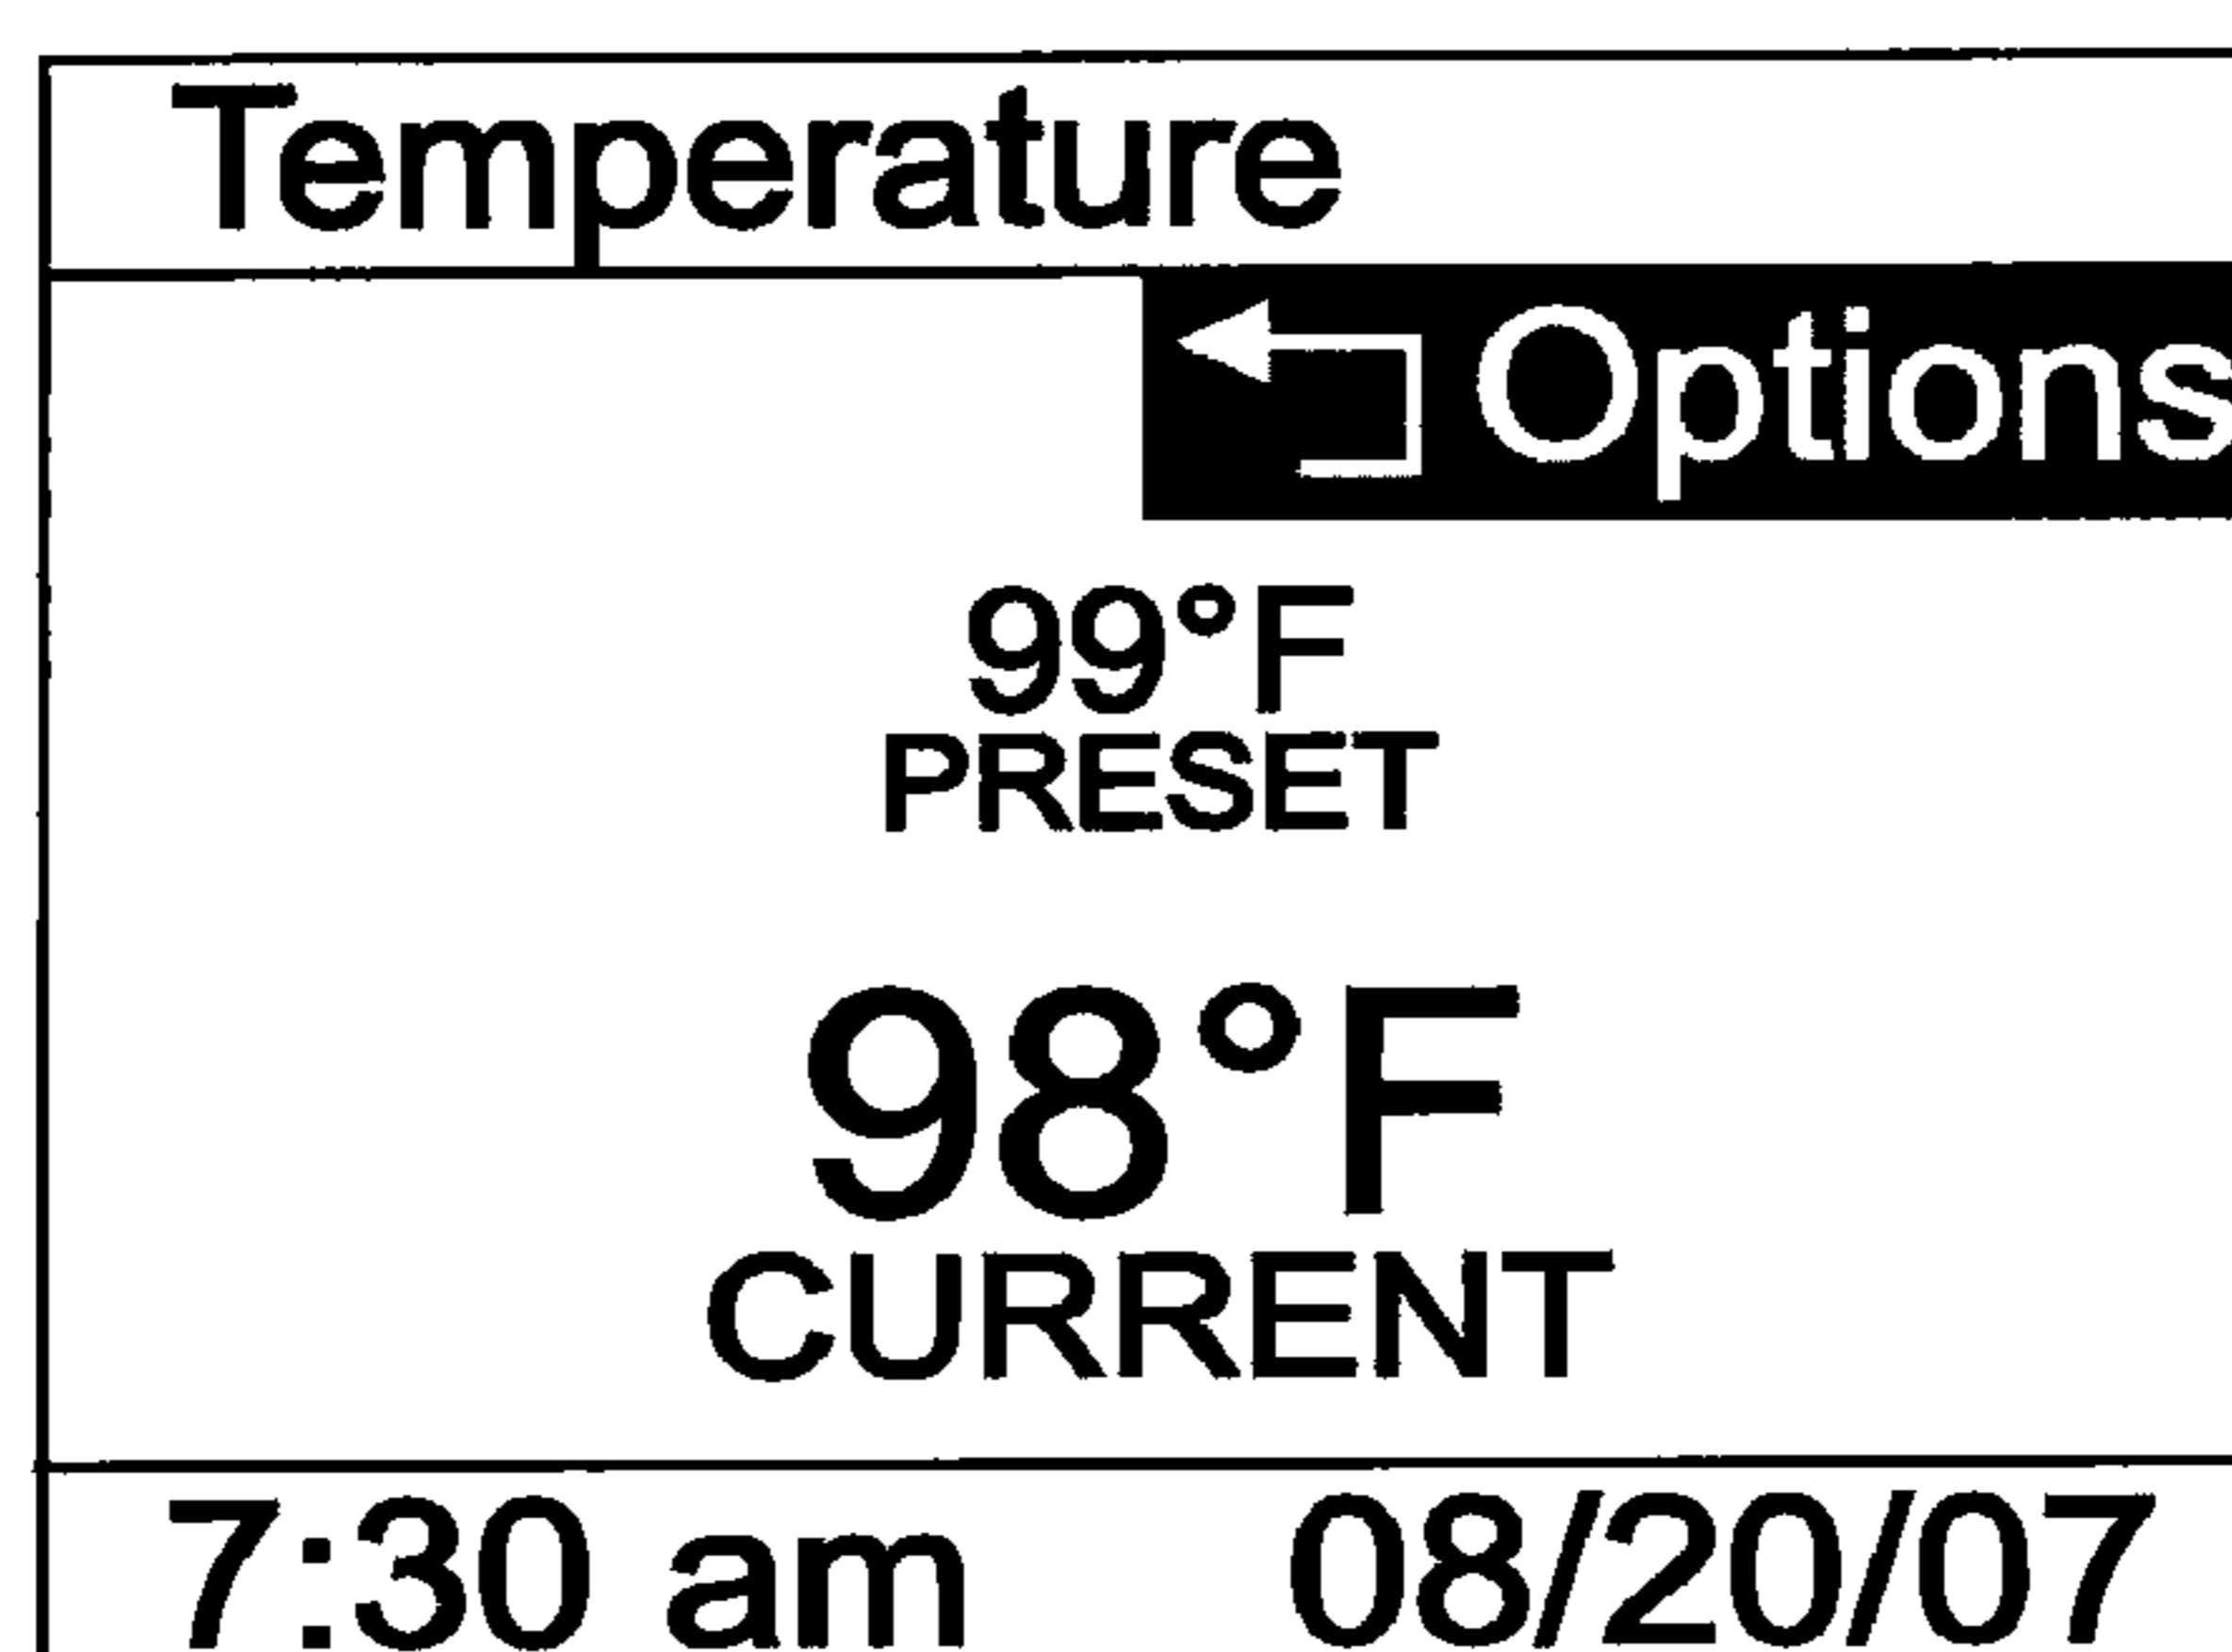 Temperature
Options
99°F
PRESET
98°F
CURRENT
7:30 am 08/20/07